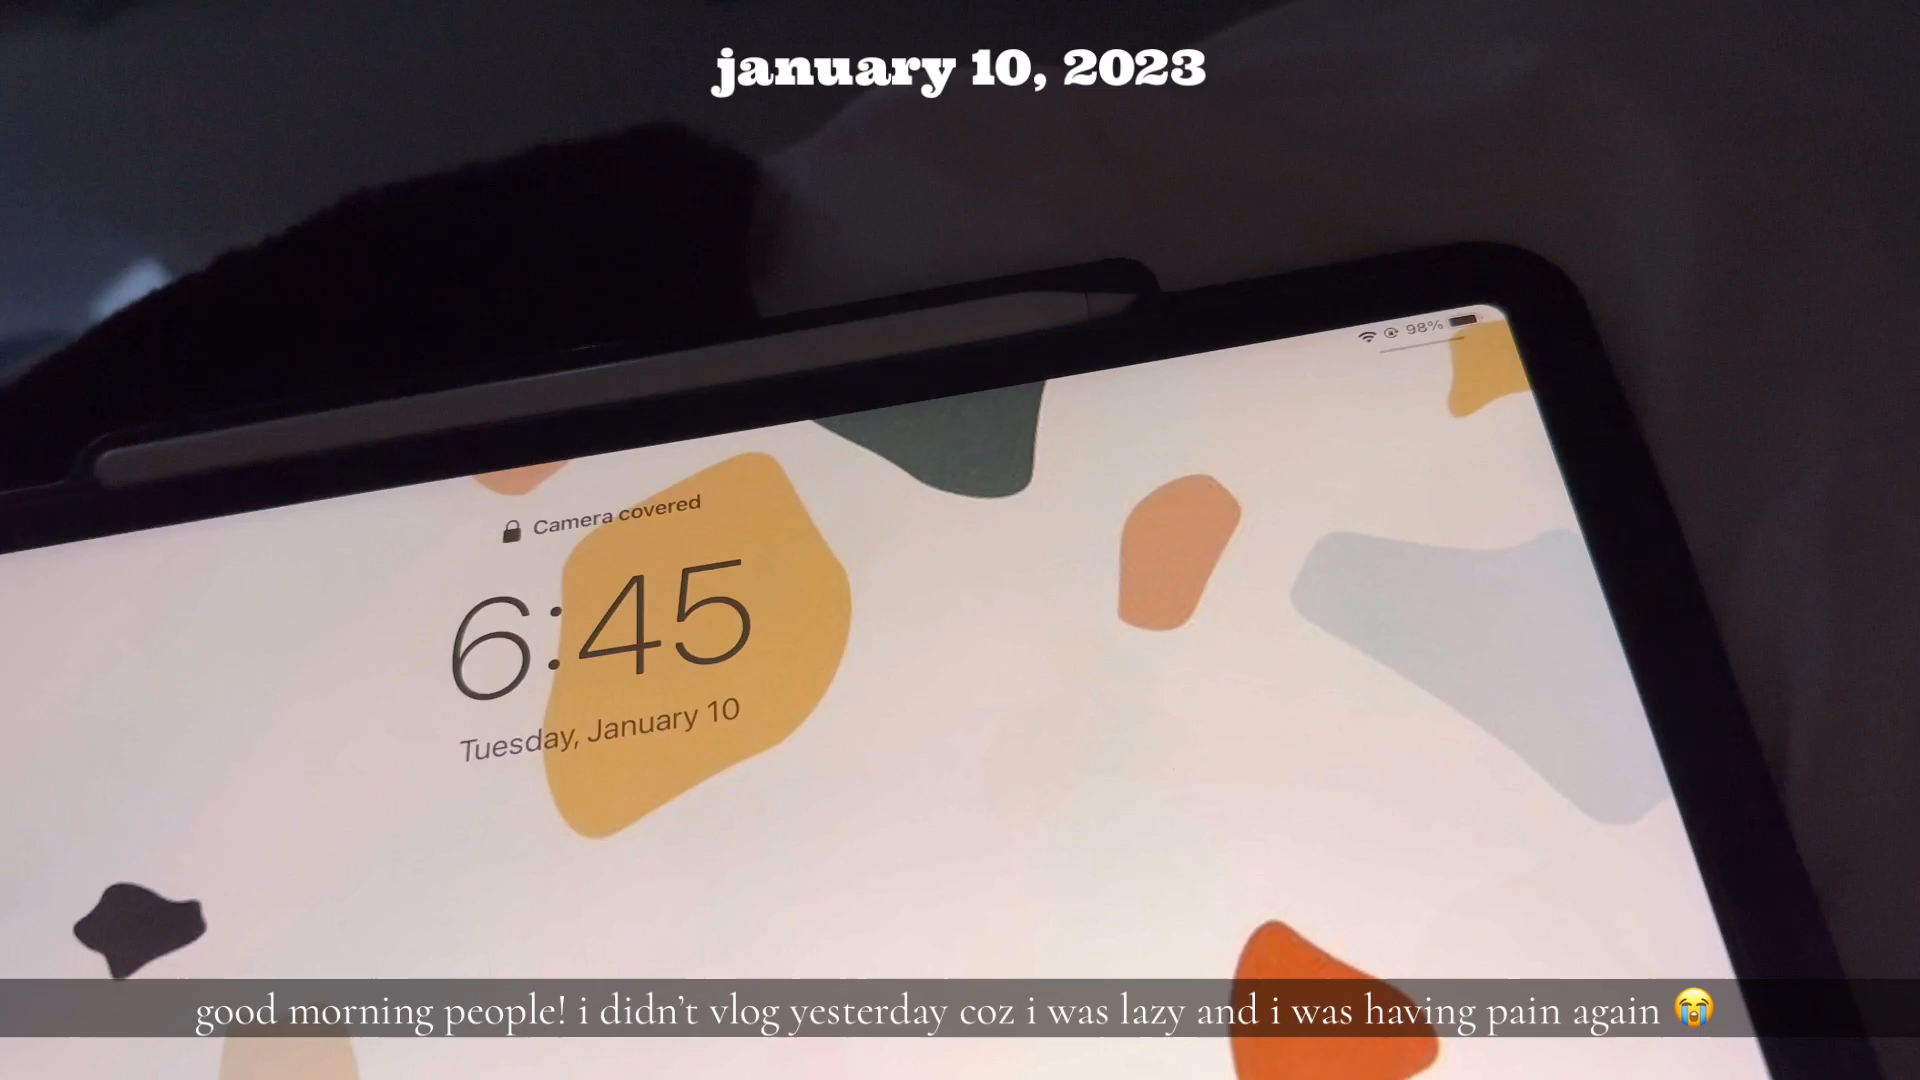 january 10, 2023
98%
Camera covered
6:45
Tuesday, January 10
good morning people! i didn't vlog yesterday coz i was lazy and i was having pain again 😭